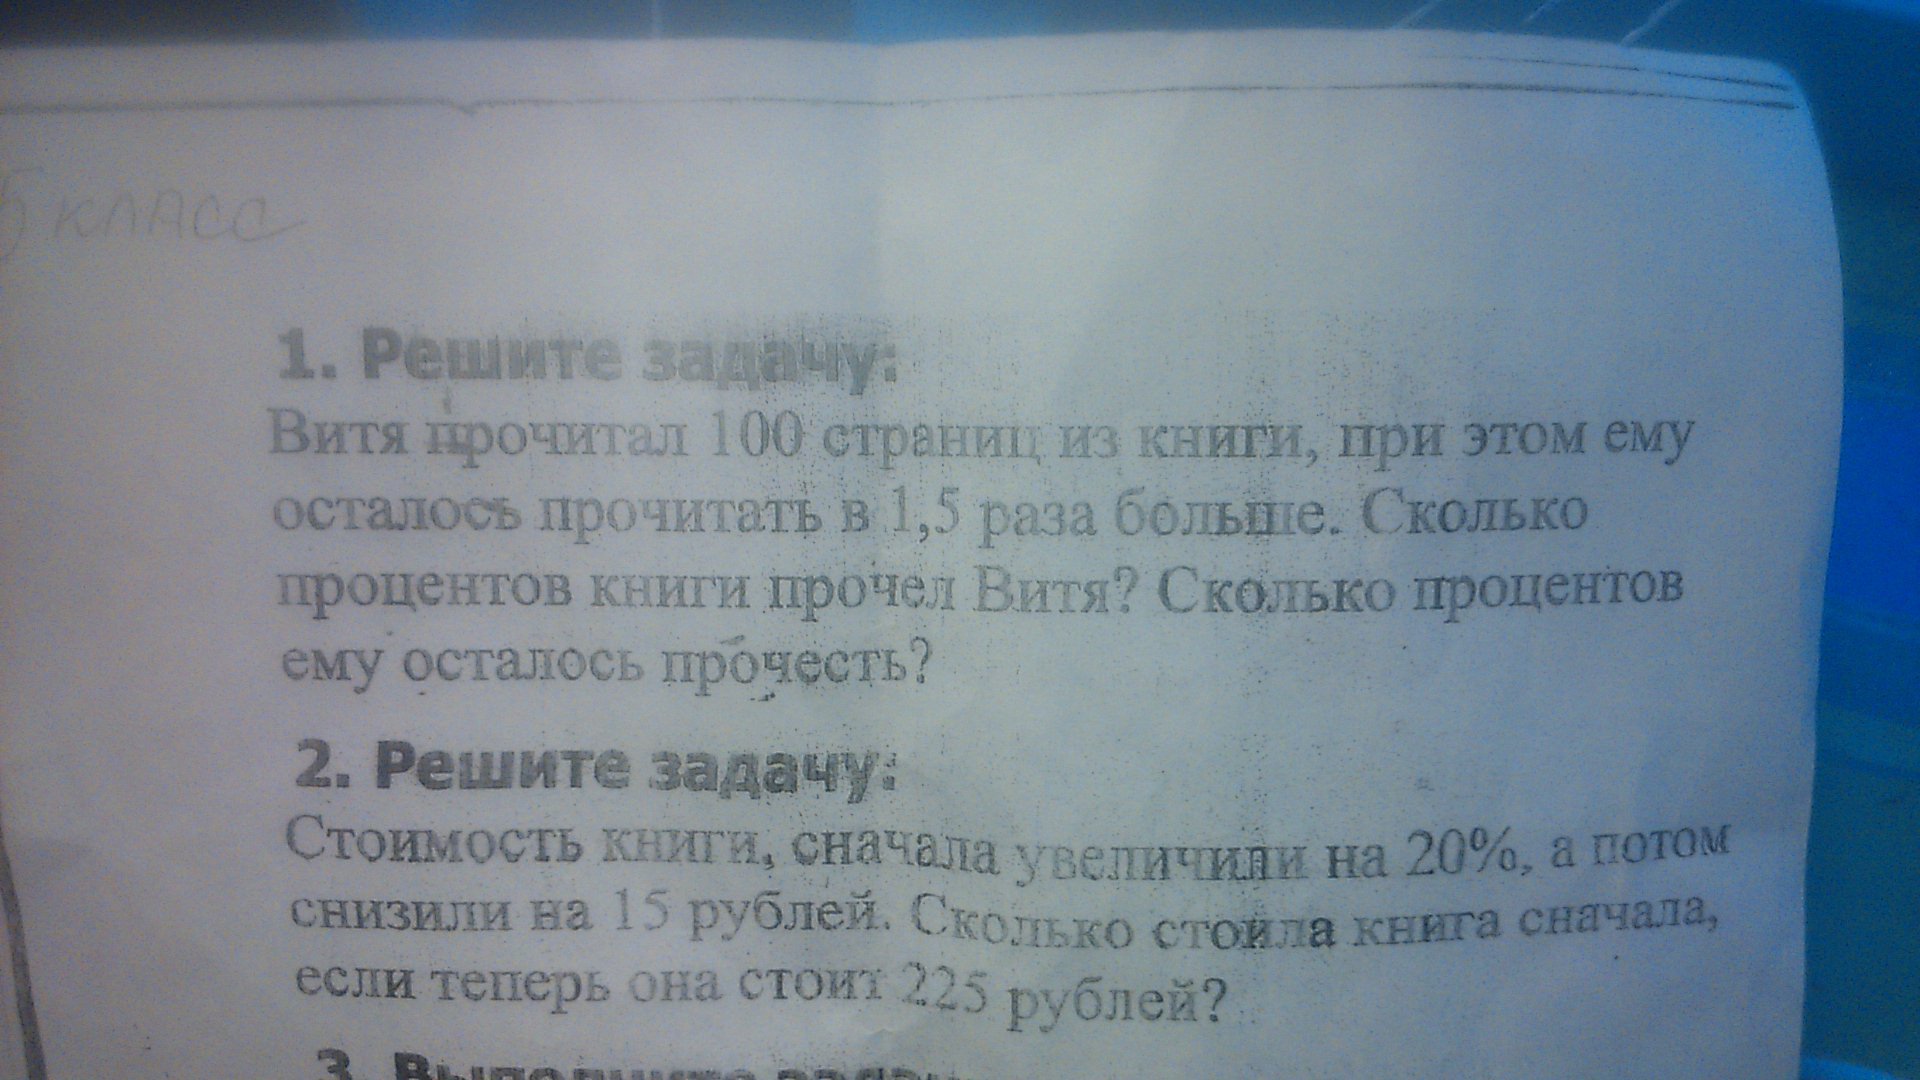 5 КЛАСС
1. Решите задачу:
Витя прочитал 100 страниц из книги, при этом ему
осталось прочитать в 1,5 раза больше. Сколько
процентов книги прочел Витя? Сколько процентов
ему осталось прочесть?
2. Решите задачу:
Стоимость книги, сначала увеличили на 20%, а потом
снизили на 15 рублей. Сколько стоила книга сначала,
если теперь она стоит 225 рублей?
3. Выполните